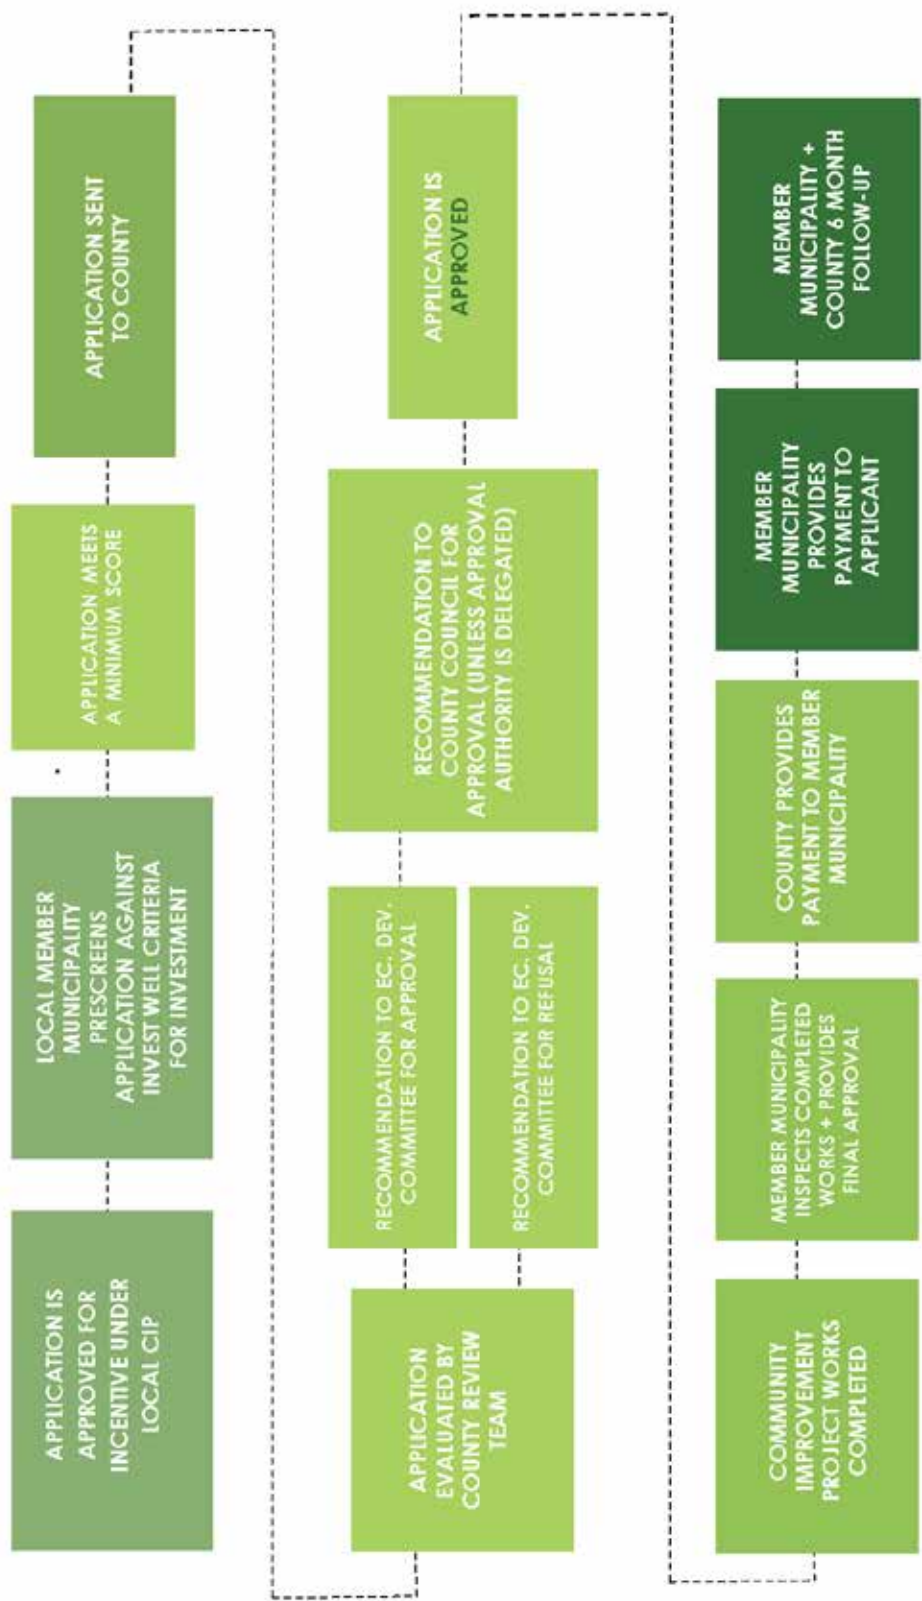 APPLICATION IS
APPROVED FOR
INCENTIVE UNDER
LOCAL CIP
LOCAL MEMBER
MUNICIPALITY
PRESCREENS
APPLICATION AGAINST
INVEST WELL CRITERIA
FOR INVESTMENT
APPLICATION MEETS
A MINIMUM SCORE
APPLICATION SENT
TO COUNTY
APPLICATION
EVALUATED BY
COUNTY REVIEW
TEAM
RECOMMENDATION TO EC. DEV.
COMMITTEE FOR APPROVAL
RECOMMENDATION TO EC. DEV.
COMMITTEE FOR REFUSAL
RECOMMENDATION TO
COUNTY COUNCIL FOR
APPROVAL (UNLESS APPROVAL
AUTHORITY IS DELEGATED)
APPLICATION IS
APPROVED
COMMUNITY
IMPROVEMENT
PROJECT WORKS
COMPLETED
MEMBER MUNICIPALITY
INSPECTS COMPLETED
WORKS + PROVIDES
FINAL APPROVAL
COUNTY PROVIDES
PAYMENT TO MEMBER
MUNICIPALITY
MEMBER
MUNICIPALITY
PROVIDES
PAYMENT TO
APPLICANT
MEMBER
MUNICIPALITY +
COUNTY 6 MONTH
FOLLOW-UP